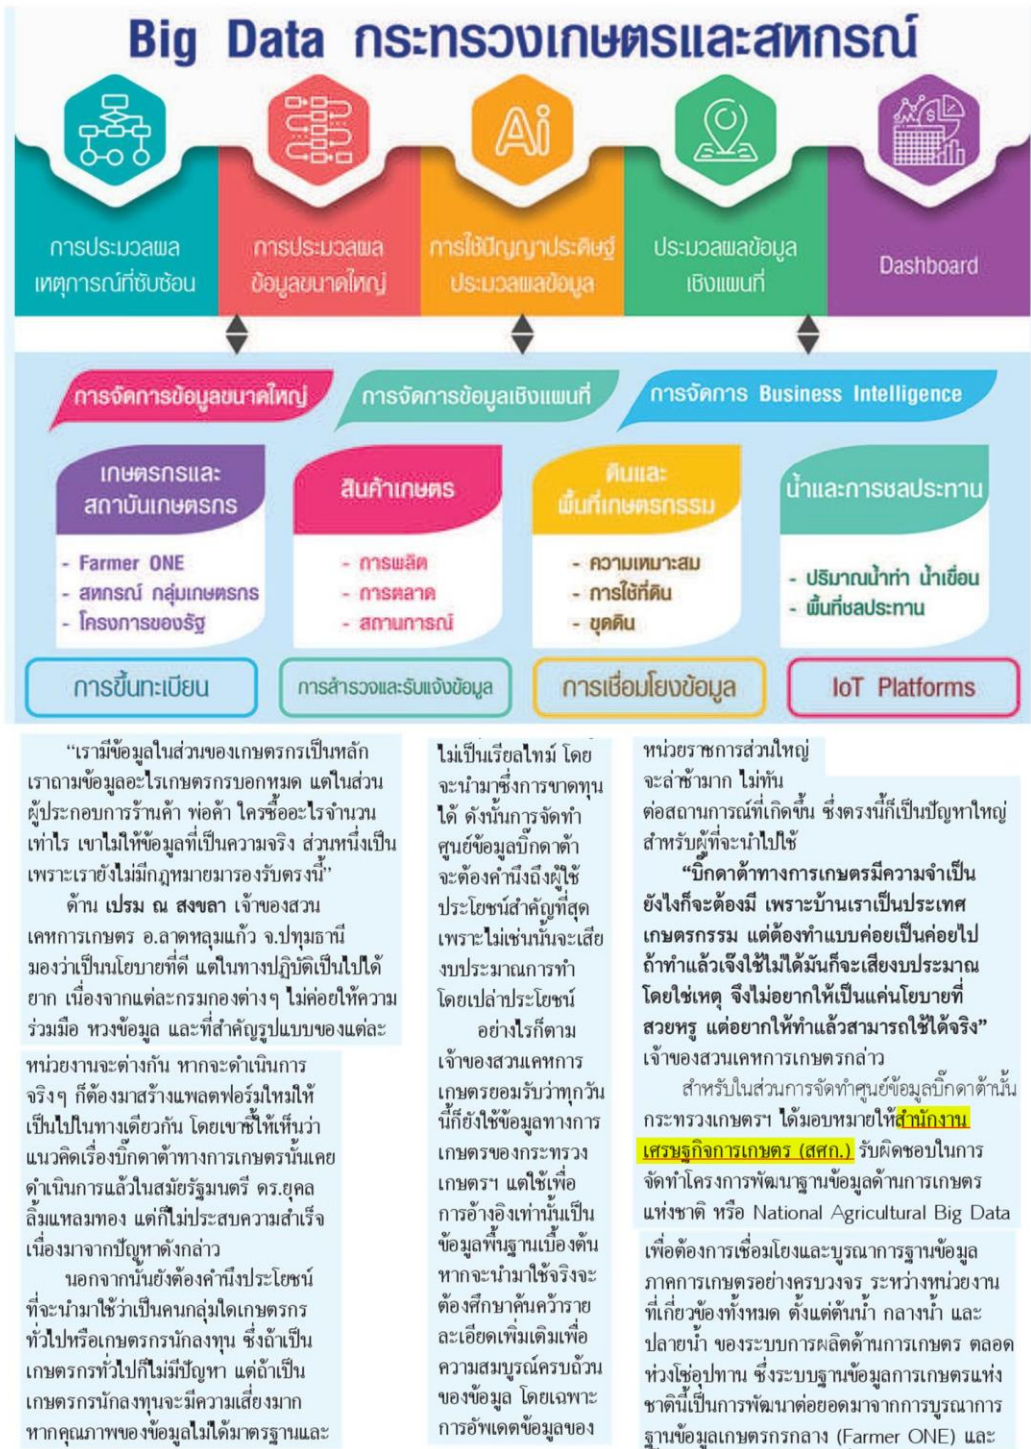 Big Data กระทรวงเกษตรและสหกรณ์
การประมวลผล
เหตุการณ์ที่ซับซ้อน
การประมวลผล
ข้อมูลขนาดใหญ่
Ai
การใช้ปัญญาประดิษฐ์
ประมวลผลข้อมูล
ประมวลผลข้อมูล
เชิงแผนที่
Dashboard
การจัดการข้อมูลขนาดใหญ่
การจัดการข้อมูลเชิงแผนที่
การจัดการ Business Intelligence
เกษตรกรและ
สถาบันเกษตรกร
- Farmer ONE
- สหกรณ์ กลุ่มเกษตรกร
- โครงการของรัฐ
สินค้าเกษตร
- การผลิต
- การตลาด
- สถานการณ์
ดินและ
พื้นที่เกษตรกรรม
- ความเหมาะสม
- การใช้ที่ดิน
- ชุดดิน
น้ำและการชลประทาน
- ปริมาณน้ำท่า น้ำเขื่อน
- พื้นที่ชลประทาน
การขึ้นทะเบียน
การสำรวจและรับแจ้งข้อมูล
การเชื่อมโยงข้อมูล
IoT Platforms
“เรามีข้อมูลในส่วนของเกษตรกรเป็นหลัก
เราถามข้อมูลอะไรเกษตรกรบอกหมด แต่ในส่วน
ผู้ประกอบการร้านค้า พ่อค้า ใครซื้ออะไรจำนวน
เท่าไร เขาไม่ให้ข้อมูลที่เป็นความจริง ส่วนหนึ่งเป็น
เพราะเรายังไม่มีกฎหมายมารองรับตรงนี้”
ด้าน เปรม ณ สงขลา เจ้าของสวน
เคหการเกษตร อ.ลาดหลุมแก้ว จ.ปทุมธานี
มองว่าเป็นนโยบายที่ดี แต่ในทางปฏิบัติเป็นไปได้
ยาก เนื่องจากแต่ละกรมกองต่างๆ ไม่ค่อยให้ความ
ร่วมมือ หวงข้อมูล และที่สำคัญรูปแบบของแต่ละ
หน่วยงานจะต่างกัน หากจะดำเนินการ
จริงๆ ก็ต้องมาสร้างแพลตฟอร์มใหม่ให้
เป็นไปในทางเดียวกัน โดยเขาชี้ให้เห็นว่า
แนวคิดเรื่องบิ๊กดาต้าทางการเกษตรนั้นเคย
ดำเนินการแล้วในสมัยรัฐมนตรี ดร.ยุคล
ลิ้มแหลมทอง แต่ก็ไม่ประสบความสำเร็จ
เนื่องมาจากปัญหาดังกล่าว
นอกจากนั้นยังต้องคำนึงประโยชน์
ที่จะนำมาใช้ว่าเป็นคนกลุ่มใดเกษตรกร
ทั่วไปหรือเกษตรกรนักลงทุน ซึ่งถ้าเป็น
เกษตรกรทั่วไปก็ไม่มีปัญหา แต่ถ้าเป็น
เกษตรกรนักลงทุนจะมีความเสี่ยงมาก
หากคุณภาพของข้อมูลไม่ได้มาตรฐานและ
ไม่เป็นเรียลไทม์ โดย
จะนำมาซึ่งการขาดทุน
ได้ ดังนั้นการจัดทำ
ศูนย์ข้อมูลบิ๊กดาต้า
จะต้องคำนึงถึงผู้ใช้
ประโยชน์สำคัญที่สุด
เพราะไม่เช่นนั้นจะเสีย
งบประมาณการทำ
โดยเปล่าประโยชน์
อย่างไรก็ตาม
เจ้าของสวนเคหการ
เกษตรยอมรับว่าทุกวัน
นี้ก็ยังใช้ข้อมูลทางการ
เกษตรของกระทรวง
เกษตรฯ แต่ใช้เพื่อ
การอ้างอิงเท่านั้นเป็น
ข้อมูลพื้นฐานเบื้องต้น
หากจะนำมาใช้จริงจะ
ต้องศึกษาค้นคว้าราย
ละเอียดเพิ่มเติมเพื่อ
ความสมบูรณ์ครบถ้วน
ของข้อมูล โดยเฉพาะ
การอัพเดตข้อมูลของ
หน่วยราชการส่วนใหญ่
จะล่าช้ามาก ไม่ทัน
ต่อสถานการณ์ที่เกิดขึ้น ซึ่งตรงนี้ก็เป็นปัญหาใหญ่
สำหรับผู้ที่จะนำไปใช้
“บิ๊กดาต้าทางการเกษตรมีความจำเป็น
ยังไงก็จะต้องมี เพราะบ้านเราเป็นประเทศ
เกษตรกรรม แต่ต้องทำแบบค่อยเป็นค่อยไป
ถ้าทำแล้วเจ๊งใช้ไม่ได้มันก็จะเสียงบประมาณ
โดยใช่เหตุ จึงไม่อยากให้เป็นแค่นโยบายที่
สวยหรู แต่อยากให้ทำแล้วสามารถใช้ได้จริง”
เจ้าของสวนเคหการเกษตรกล่าว
สำหรับในส่วนการจัดทำศูนย์ข้อมูลบิ๊กดาต้านั้น
กระทรวงเกษตรฯ ได้มอบหมายให้สำนักงาน
เศรษฐกิจการเกษตร (สศก.) รับผิดชอบในการ
จัดทำโครงการพัฒนาฐานข้อมูลด้านการเกษตร
แห่งชาติ หรือ National Agricultural Big Data
เพื่อต้องการเชื่อมโยงและบูรณาการฐานข้อมูล
ภาคการเกษตรอย่างครบวงจร ระหว่างหน่วยงาน
ที่เกี่ยวข้องทั้งหมด ตั้งแต่ต้นน้ำ กลางน้ำ และ
ปลายน้ำ ของระบบการผลิตด้านการเกษตร ตลอด
ห่วงโซ่อุปทาน ซึ่งระบบฐานข้อมูลการเกษตรแห่ง
ชาตินี้เป็นการพัฒนาต่อยอดมาจากการบูรณาการ
ฐานข้อมูลเกษตรกรกลาง (Farmer ONE) และ